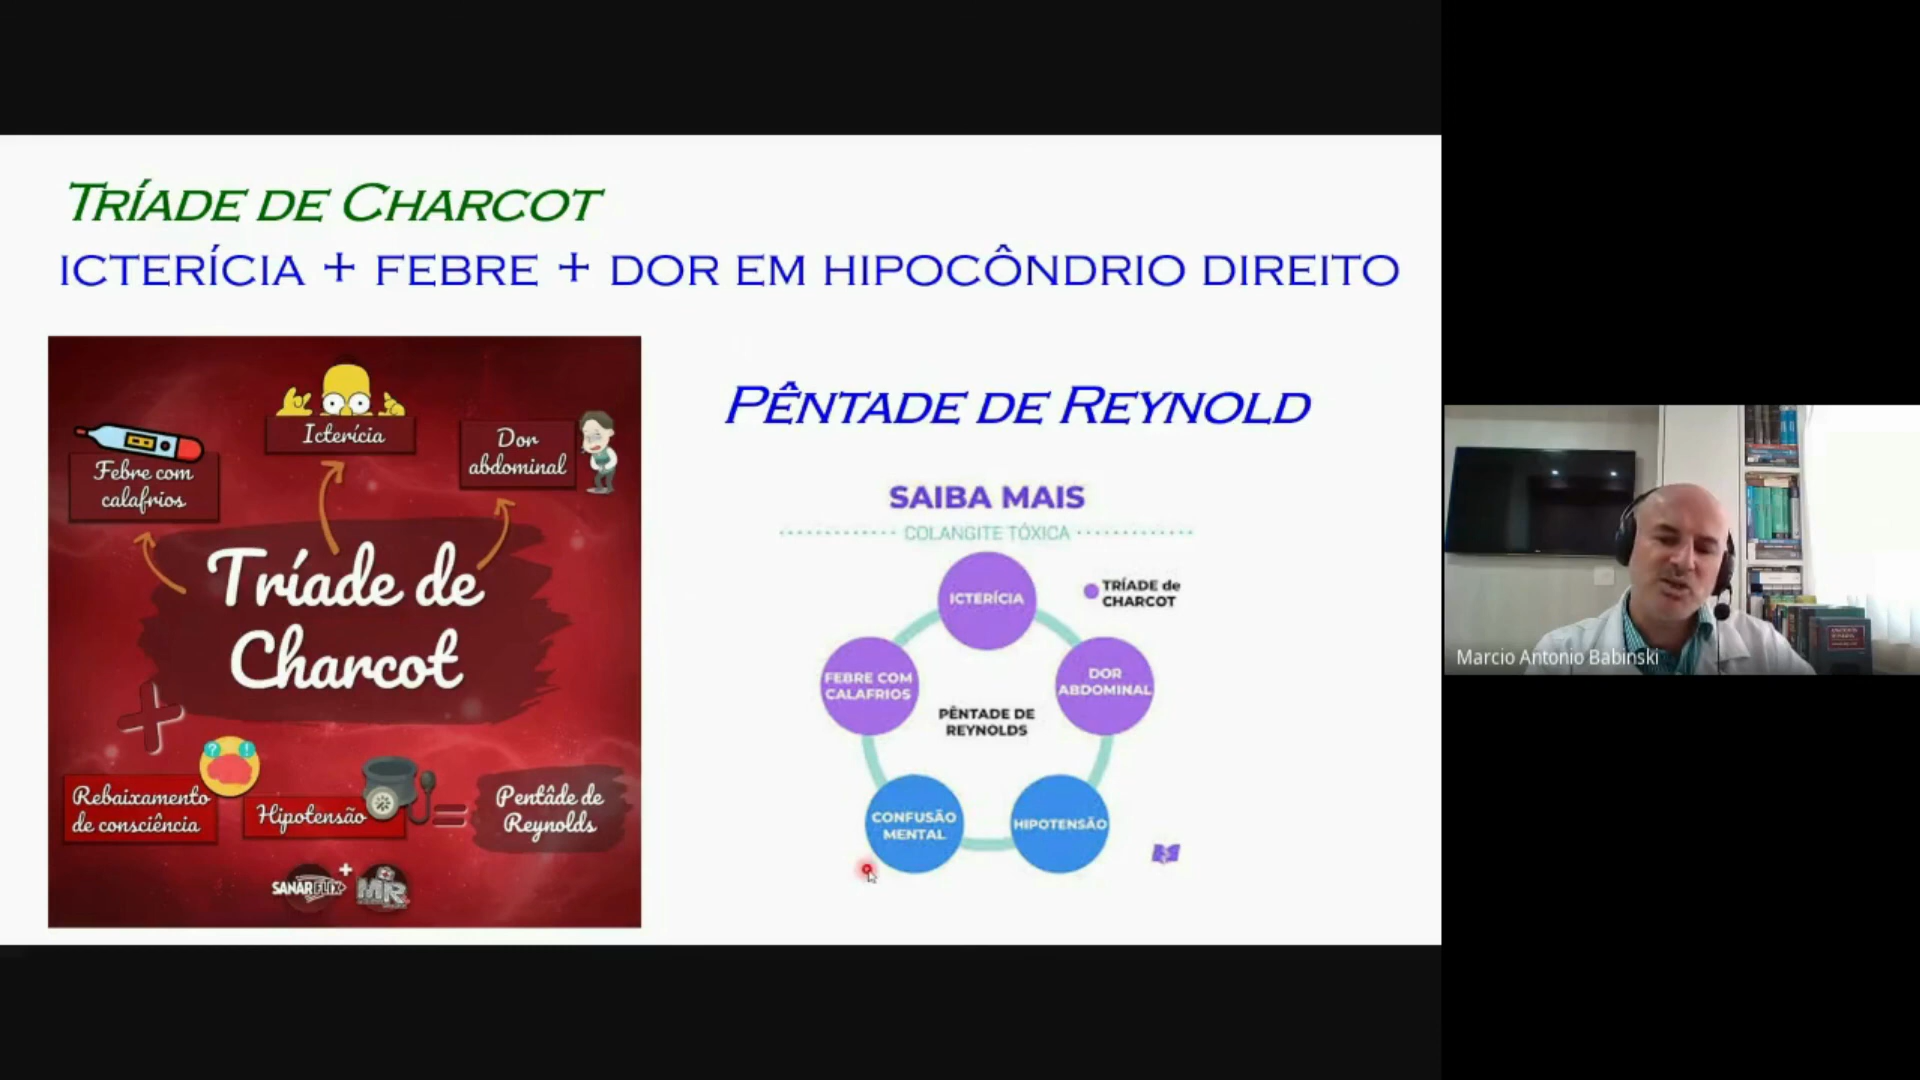 TRÍADE DE CHARCOT
ICTERÍCIA + FEBRE + DOR EM HIPOCÔNDRIO DIREITO
Febre com
calafrios
Icterícia
Dor
abdominal
Tríade de
Charcot
+
Rebaixamento
de consciência
? !
Hipotensão
=
Pentâde de
Reynolds
SANARFLIX
+
MR
PÊNTADE DE REYNOLD
SAIBA MAIS
COLANGITE TÓXICA
ICTERÍCIA
TRÍADE de
CHARCOT
FEBRE COM
CALAFRIOS
DOR
ABDOMINAL
PÊNTADE DE
REYNOLDS
CONFUSÃO
MENTAL
HIPOTENSÃO
Marcio Antonio Babinski